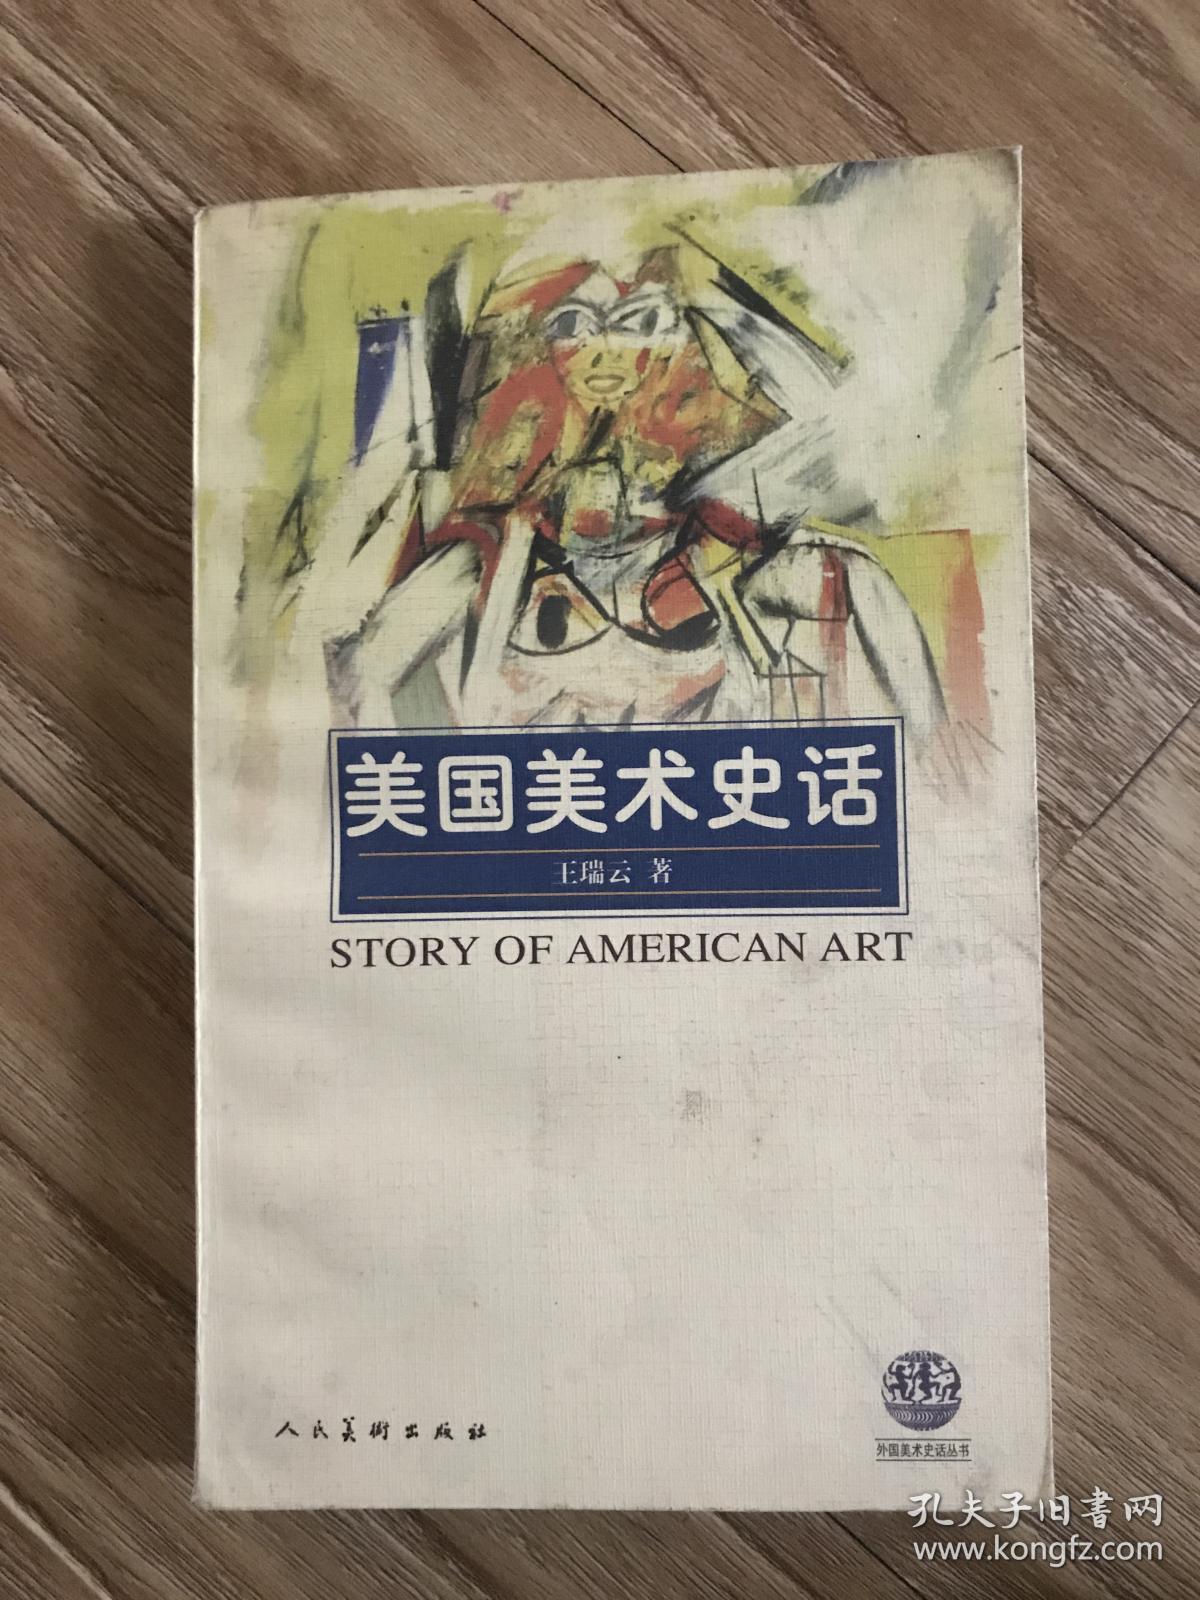 美国美术史话
王瑞云 著
STORY OF AMERICAN ART
人民美術出版社
外国美术史话丛书
孔夫子旧書网
www.kongfz.com